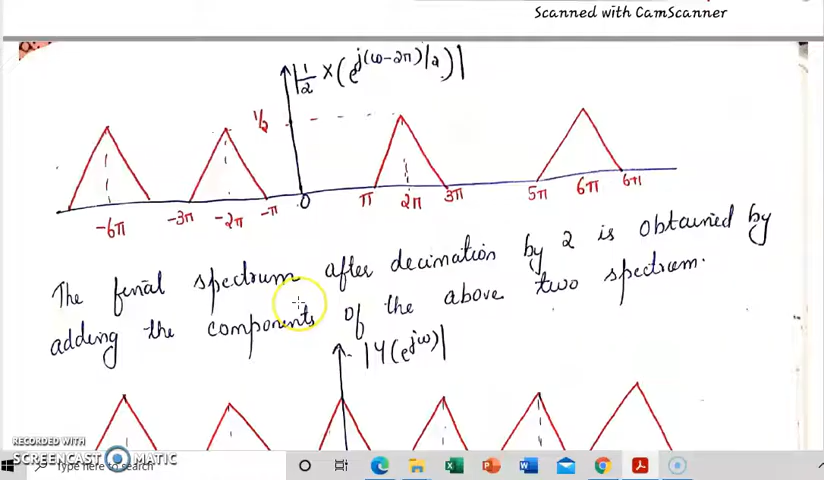 Scanned with CamScanner
a.
|1/2 X(e^j(ω-2π)/2)|
1/2
-6π -3π -2π -π 0 π 2π 3π 5π 6π 6π
The final spectrum after decimation by 2 is obtained by
adding the components of the above two spectrum.
|Y(e^jω)|
RECORDED WITH
SCREENCAST MATIC
Type here to search